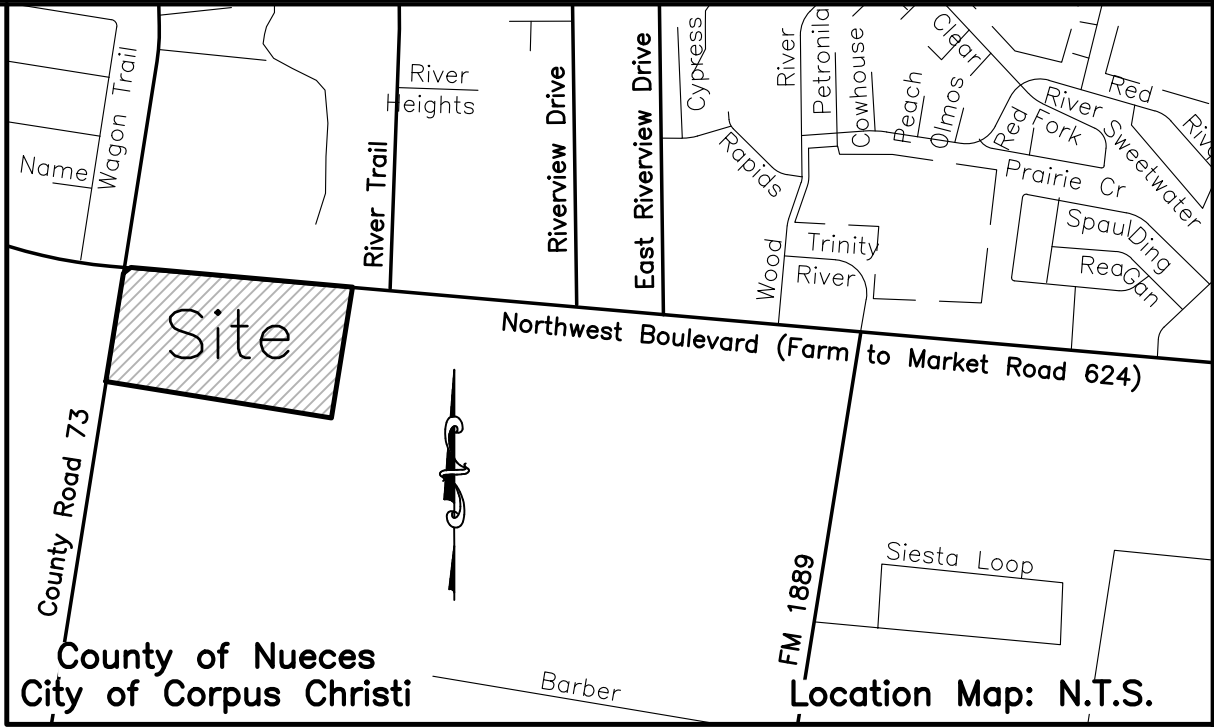 Wagon Trail
Name
River Trail
River
Heights
Riverview Drive
East Riverview Drive
Cypress
Rapids
River
Petronila
Cowhouse
Peach
Olmos
Clear
Red
River
Red
Fork
Sweetwater
Prairie Cr
SpaulDing
ReaGan
Wood
Trinity
River
Site
Northwest Boulevard (Farm to Market Road 624)
County Road 73
FM 1889
Siesta Loop
Barber
County of Nueces
City of Corpus Christi
Location Map: N.T.S.